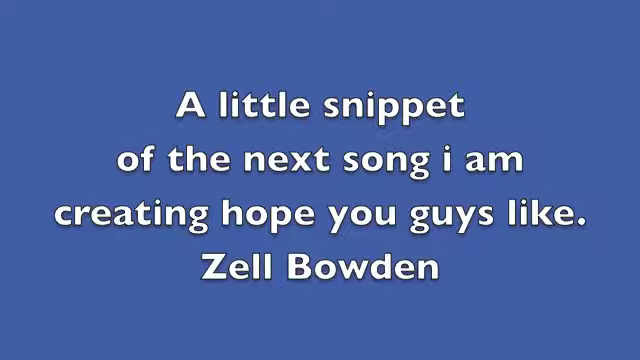 A little snippet
of the next song i am
creating hope you guys like.
Zell Bowden